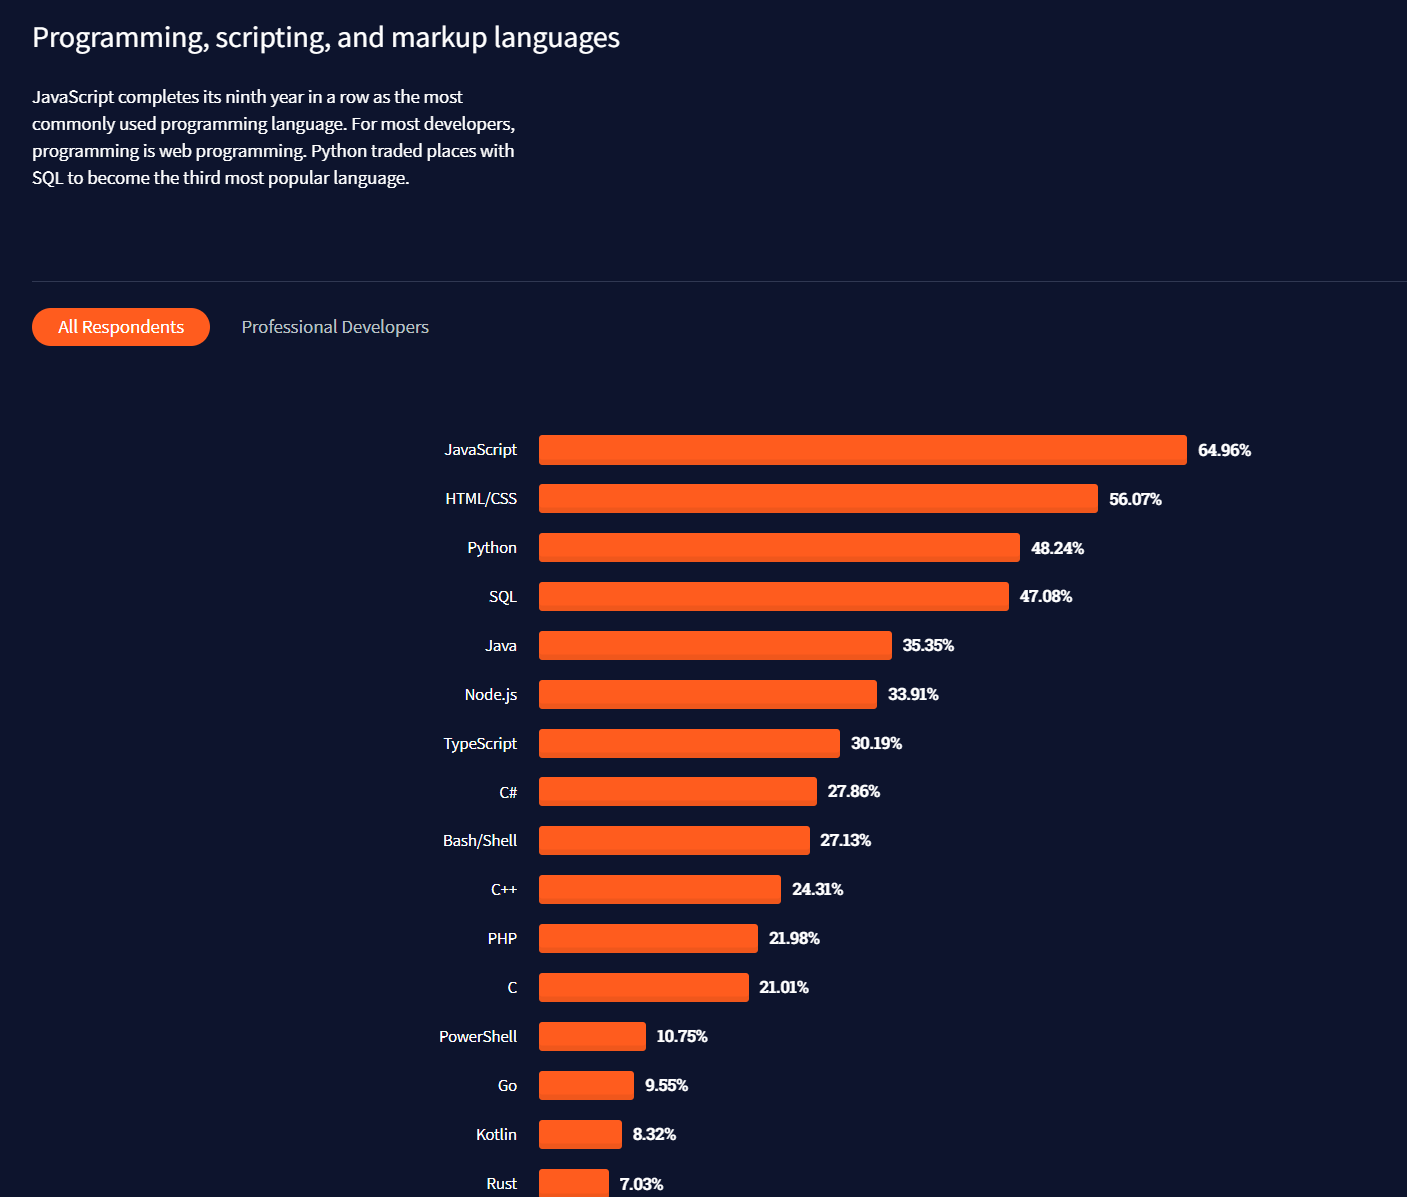 Programming, scripting, and markup languages
JavaScript completes its ninth year in a row as the most
commonly used programming language. For most developers,
programming is web programming. Python traded places with
SQL to become the third most popular language.
All Respondents
Professional Developers
JavaScript 64.96%
HTML/CSS 56.07%
Python 48.24%
SQL 47.08%
Java 35.35%
Node.js 33.91%
TypeScript 30.19%
C# 27.86%
Bash/Shell 27.13%
C++ 24.31%
PHP 21.98%
C 21.01%
PowerShell 10.75%
Go 9.55%
Kotlin 8.32%
Rust 7.03%